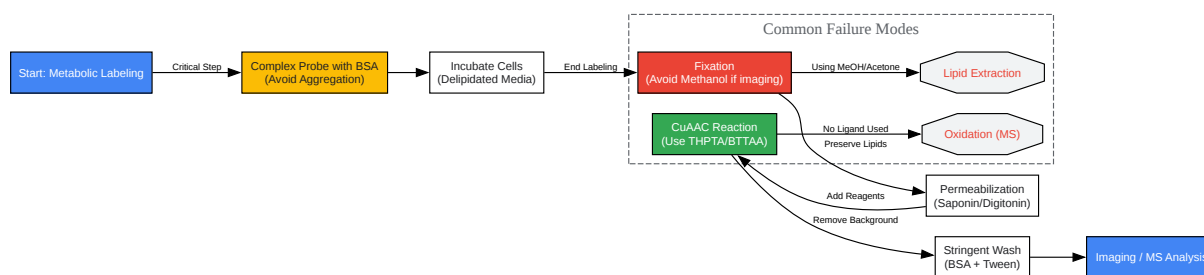 Common Failure Modes
Start: Metabolic Labeling
Critical Step
Complex Probe with BSA
(Avoid Aggregation)
Incubate Cells
(Delipidated Media)
End Labeling
Fixation
(Avoid Methanol if imaging)
Using MeOH/Acetone
Lipid Extraction
CuAAC Reaction
(Use THPTA/BTTAA)
No Ligand Used
Oxidation (MS)
Preserve Lipids
Permeabilization
(Saponin/Digitonin)
Add Reagents
Remove Background
Stringent Wash
(BSA + Tween)
Imaging / MS Analysis